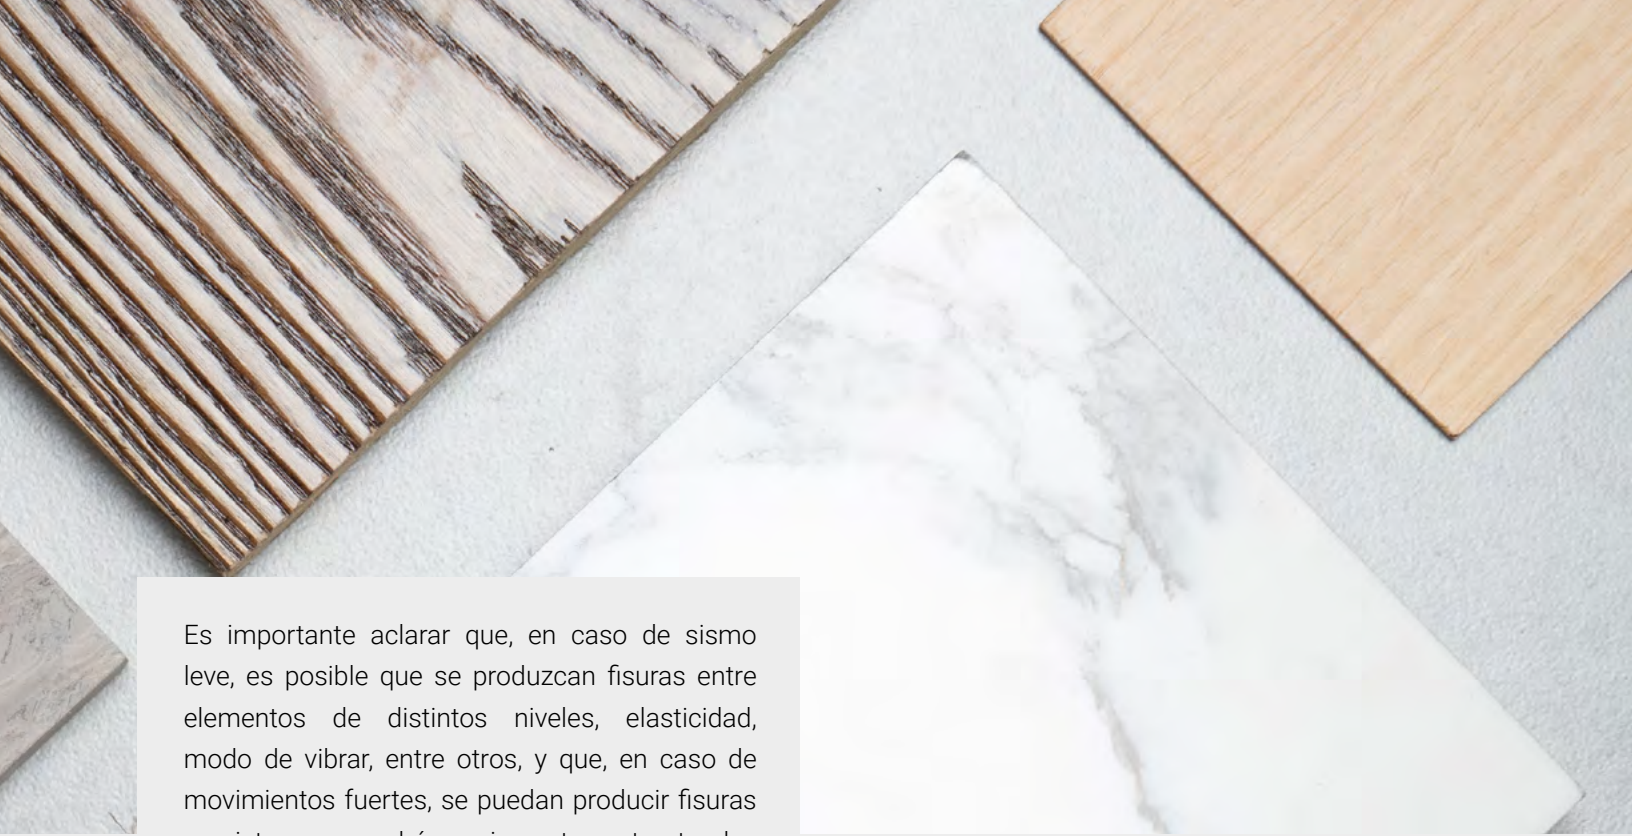 Es importante aclarar que, en caso de sismo
leve, es posible que se produzcan fisuras entre
elementos de distintos niveles, elasticidad,
modo de vibrar, entre otros, y que, en caso de
movimientos fuertes, se puedan producir fisuras